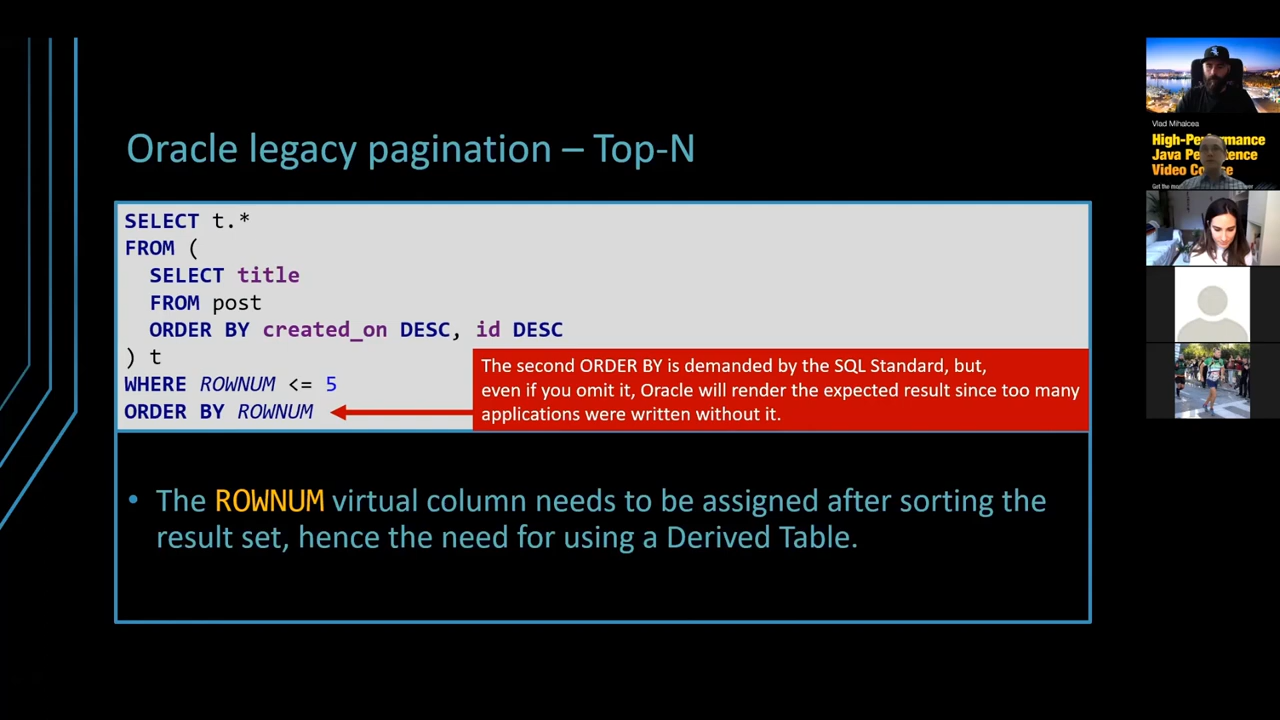 Oracle legacy pagination – Top-N
SELECT t.*
FROM (
SELECT title
FROM post
ORDER BY created_on DESC, id DESC
) t
WHERE ROWNUM <= 5
ORDER BY ROWNUM
The second ORDER BY is demanded by the SQL Standard, but,
even if you omit it, Oracle will render the expected result since too many
applications were written without it.
• The ROWNUM virtual column needs to be assigned after sorting the
result set, hence the need for using a Derived Table.
Vlad Mihalcea
High-Performance
Java Persistence
Video Course